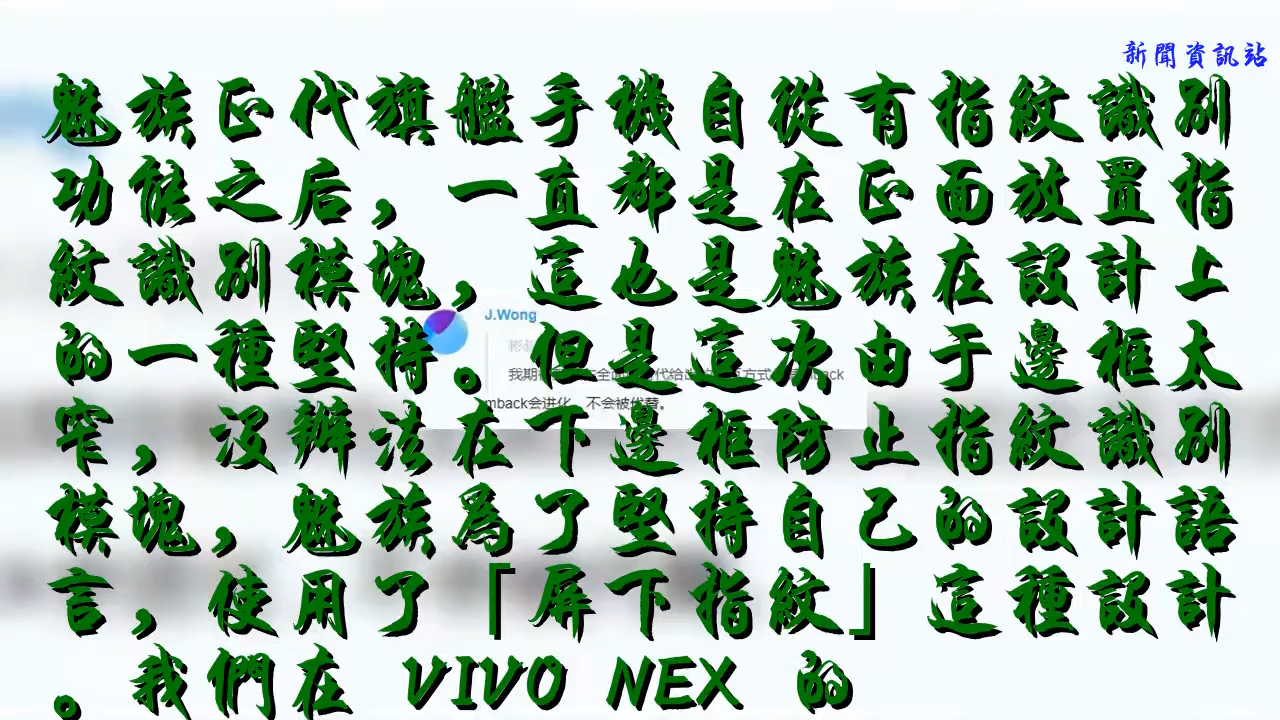 新聞資訊站
魅族歷代旗艦手機自從有指紋識別
功能之后，一直都是在正面放置指
紋識別模塊，這也是魅族在設計上
的一種堅持。但是這次由于邊框太
窄，沒辦法在下邊框防止指紋識別
模塊，魅族為了堅持自己的設計語
言，使用了「屏下指紋」這種設計
。我們在 VIVO NEX 的
J.Wong
mback会进化，不会被代替。